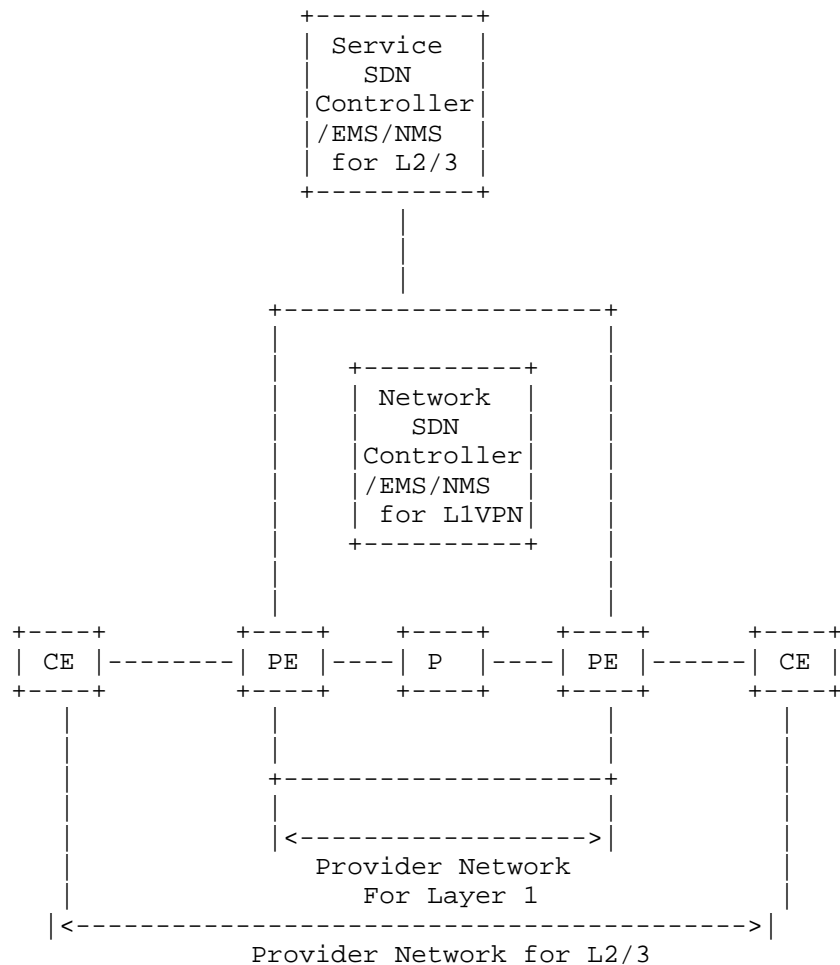 Service
SDN
Controller
/EMS/NMS
for L2/3
Network
SDN
Controller
/EMS/NMS
for L1VPN
CE PE P PE CE
Provider Network
For Layer 1
Provider Network for L2/3